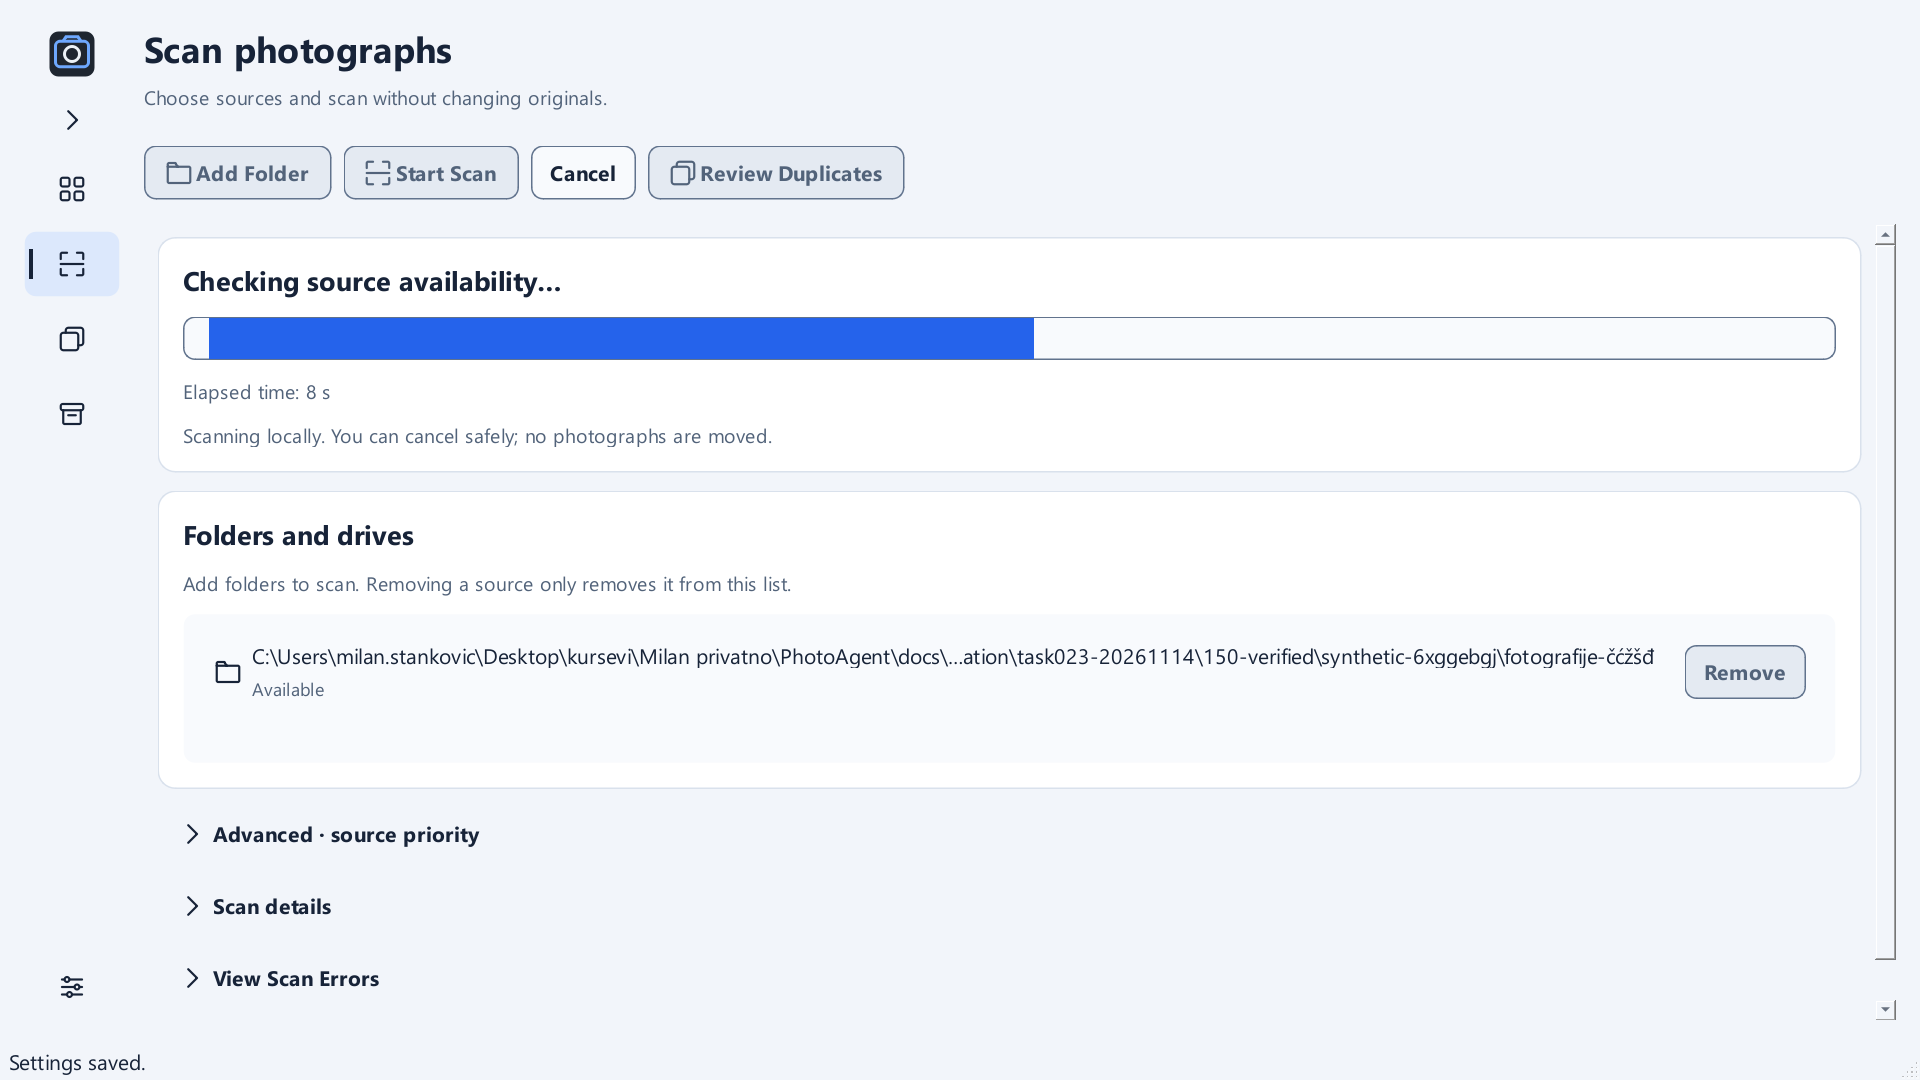 Scan photographs
Choose sources and scan without changing originals.
Add Folder
Start Scan
Cancel
Review Duplicates
Checking source availability...
Elapsed time: 8 s
Scanning locally. You can cancel safely; no photographs are moved.
Folders and drives
Add folders to scan. Removing a source only removes it from this list.
C:\Users\milan.stankovic\Desktop\kursevi\Milan privatno\PhotoAgent\docs\...ation\task023-20261114\150-verified\synthetic-6xggebgj\fotografije-čćžšđ
Available
Remove
Advanced · source priority
Scan details
View Scan Errors
Settings saved.